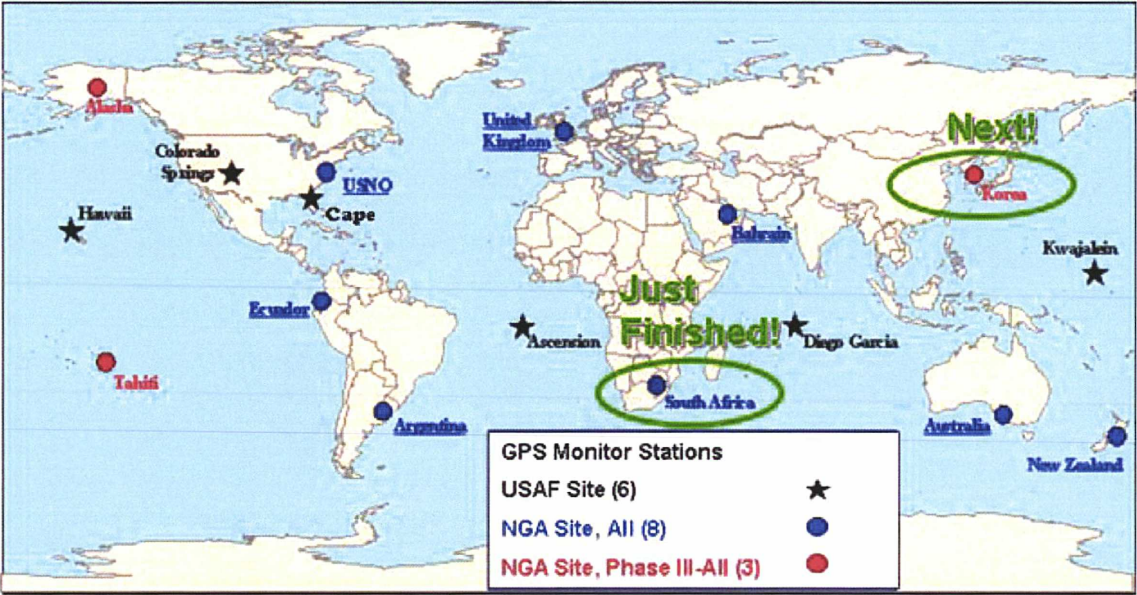 Alaska
United
Kingdom
Next!
Colorado
Springs
USNO
Korea
Cape
Hawaii
Bahrain
Kwajalein
Ecuador
Just
Finished!
Ascension
Diego Garcia
Tahiti
South Africa
Argentina
Australia
New Zealand
GPS Monitor Stations
USAF Site (6)
NGA Site, All (8)
NGA Site, Phase III-All (3)